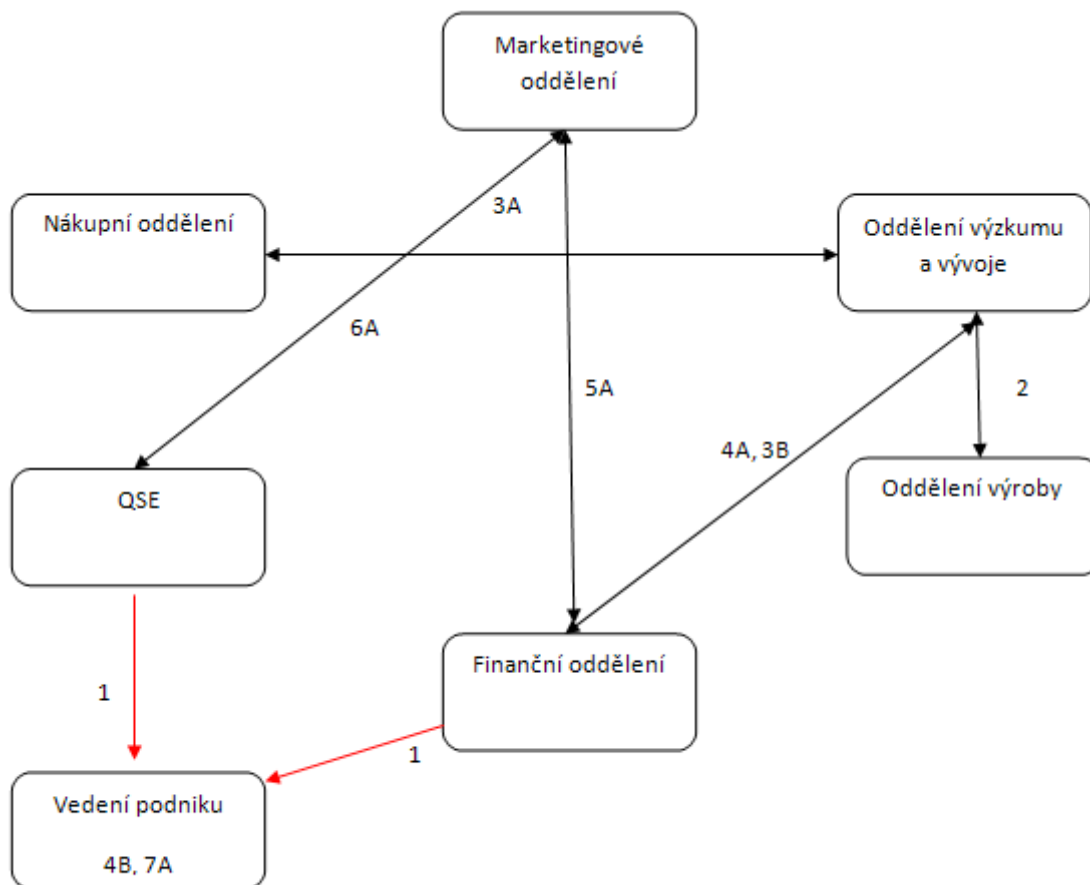 Marketingové
oddělení
3A
Nákupní oddělení
Oddělení výzkumu
a vývoje
6A
5A
2
4A, 3B
QSE
Oddělení výroby
Finanční oddělení
1
1
Vedení podniku
4B, 7A